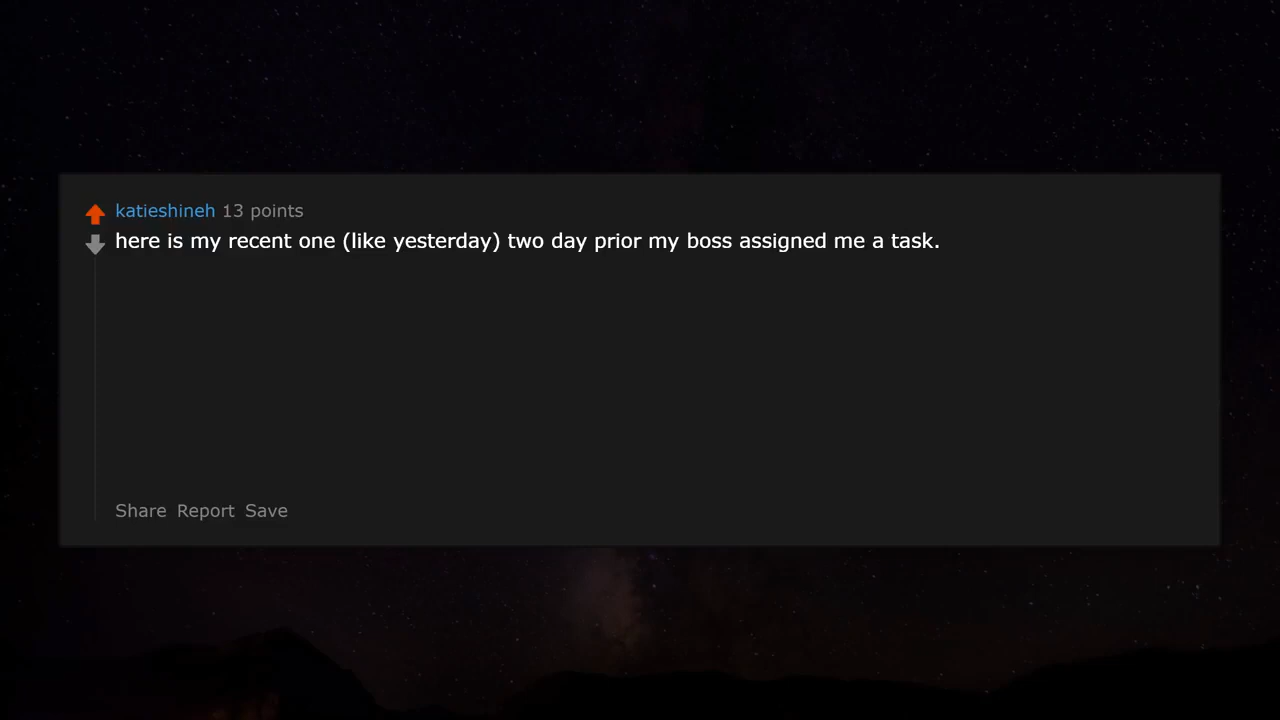 katieshineh 13 points
here is my recent one (like yesterday) two day prior my boss assigned me a task.
Share Report Save